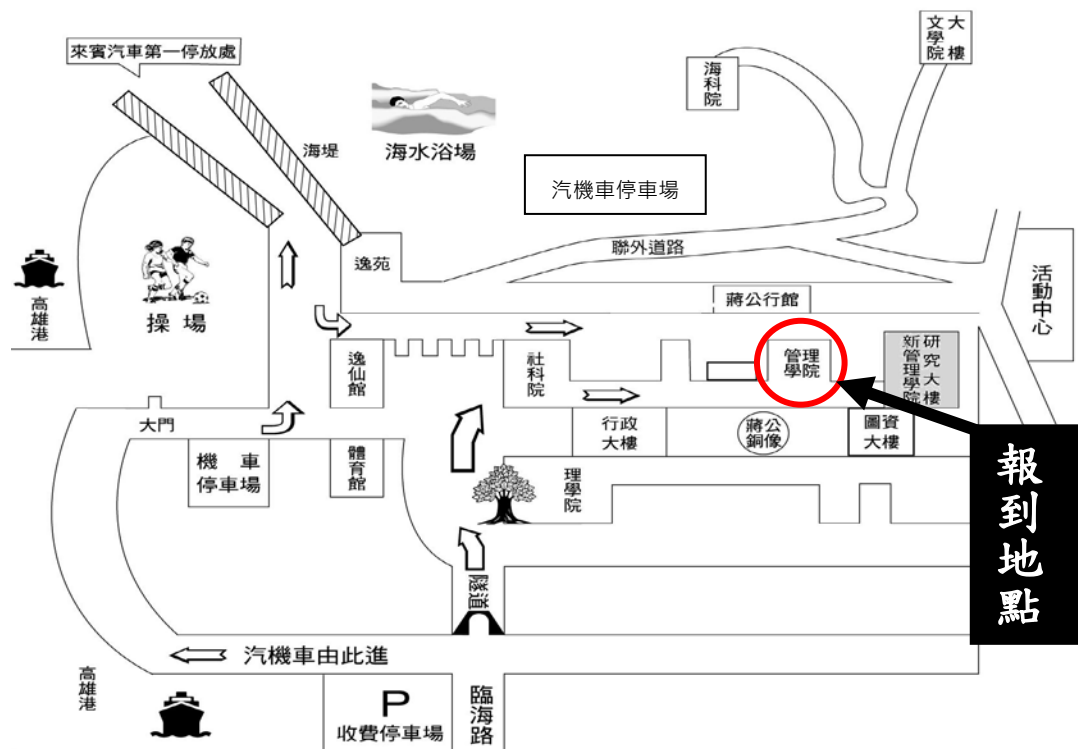 來賓汽車第一停放處
文學院
大樓
海科院
海堤
海水浴場
汽機車停車場
聯外道路
逸苑
高雄港
操場
蔣公行館
活動中心
逸仙館
社科院
管理
學院
新管理學院
研究大樓
大門
行政
大樓
蔣公
銅像
圖資
大樓
機車
停車場
體育館
理學院
報到地點
隧道
汽機車由此進
高雄港
P
收費停車場
臨海路